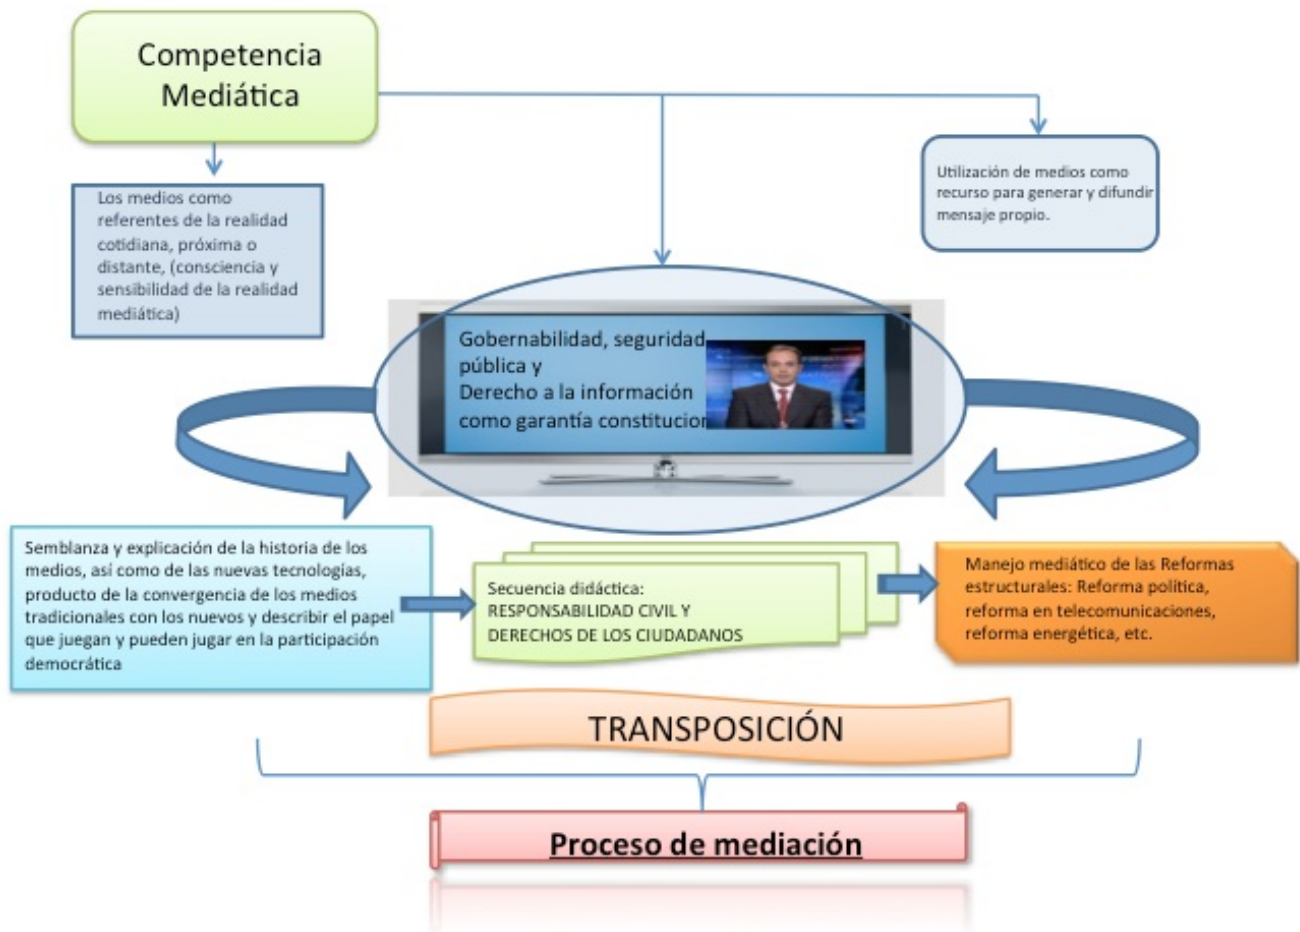 Competencia
Mediática
Los medios como
referentes de la realidad
cotidiana, próxima o
distante, (consciencia y
sensibilidad de la realidad
mediática)
Utilización de medios como
recurso para generar y difundir
mensaje propio.
Gobernabilidad, seguridad
pública y
Derecho a la información
como garantía constitucion
Semblanza y explicación de la historia de los
medios, así como de las nuevas tecnologías,
producto de la convergencia de los medios
tradicionales con los nuevos y describir el papel
que juegan y pueden jugar en la participación
democrática
Secuencia didáctica:
RESPONSABILIDAD CIVIL Y
DERECHOS DE LOS CIUDADANOS
Manejo mediático de las Reformas
estructurales: Reforma política,
reforma en telecomunicaciones,
reforma energética, etc.
TRANSPOSICIÓN
Proceso de mediación